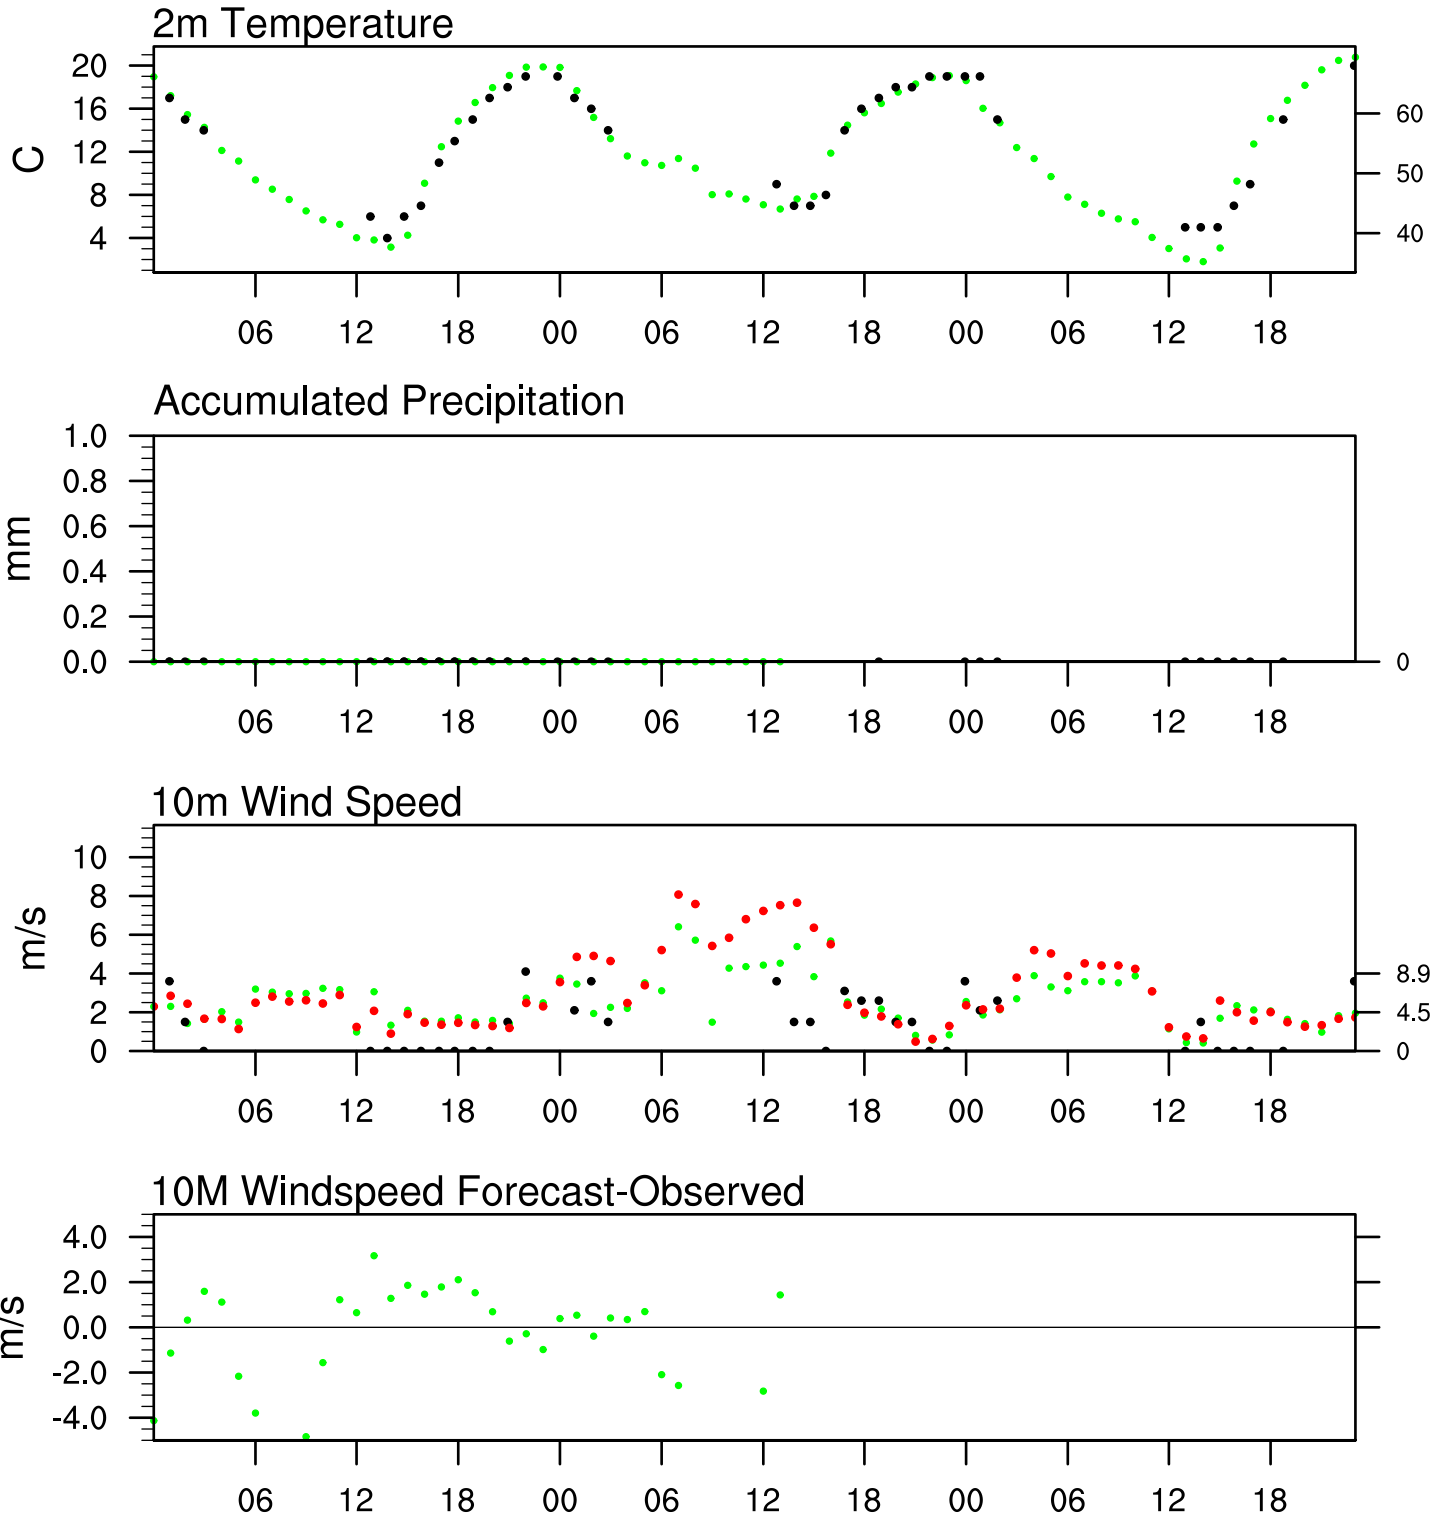 2m Temperature
20
16
12
8
4
C
60
50
40
06 12 18 00 06 12 18 00 06 12 18
Accumulated Precipitation
1.0
0.8
0.6
0.4
0.2
0.0
mm
0
06 12 18 00 06 12 18 00 06 12 18
10m Wind Speed
10
8
6
4
2
0
m/s
8.9
4.5
0
06 12 18 00 06 12 18 00 06 12 18
10M Windspeed Forecast-Observed
4.0
2.0
0.0
-2.0
-4.0
m/s
06 12 18 00 06 12 18 00 06 12 18